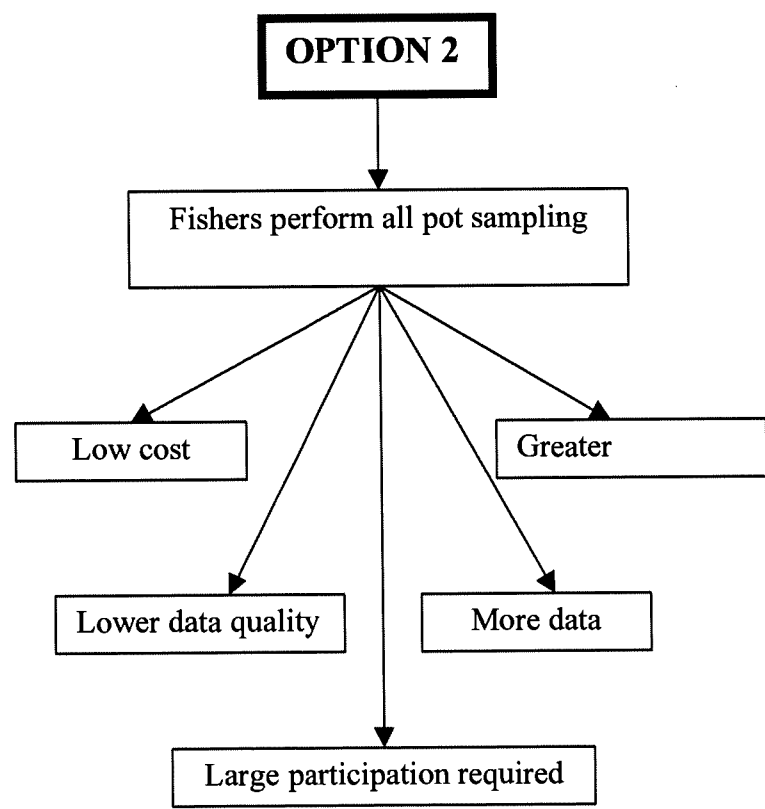 OPTION 2
Fishers perform all pot sampling
Low cost
Greater
Lower data quality
More data
Large participation required